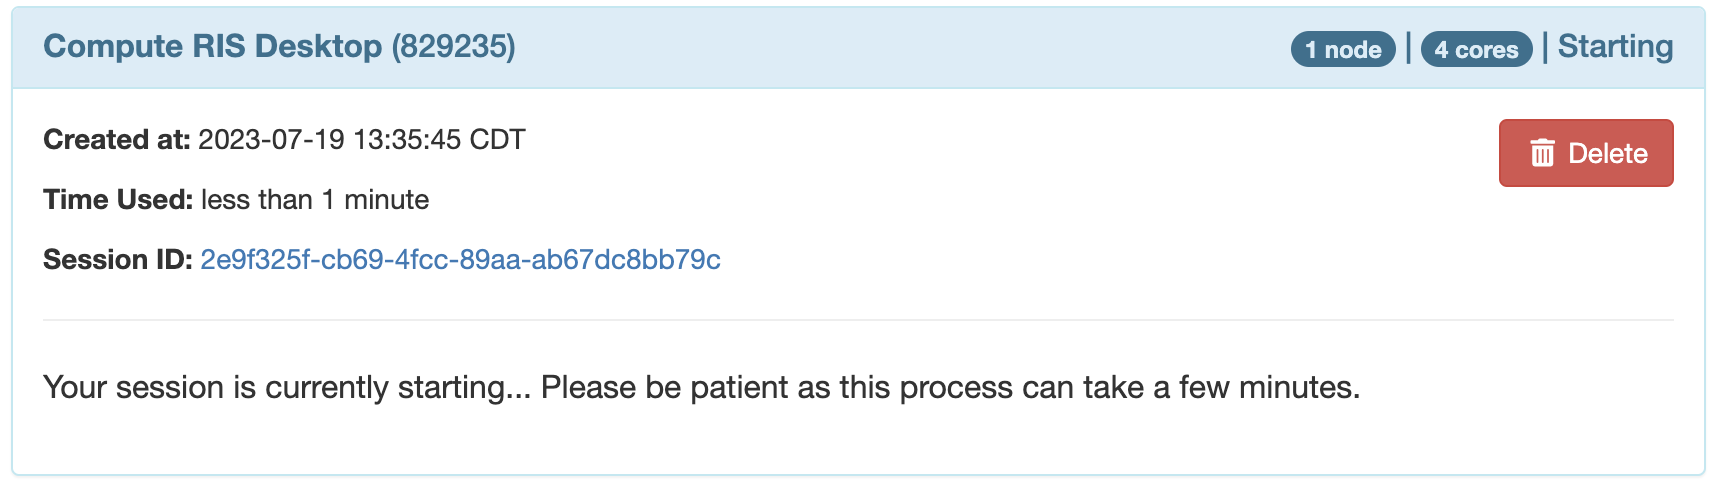 Compute RIS Desktop (829235)
1 node | 4 cores | Starting
Created at: 2023-07-19 13:35:45 CDT
Delete
Time Used: less than 1 minute
Session ID: 2e9f325f-cb69-4fcc-89aa-ab67dc8bb79c
Your session is currently starting... Please be patient as this process can take a few minutes.